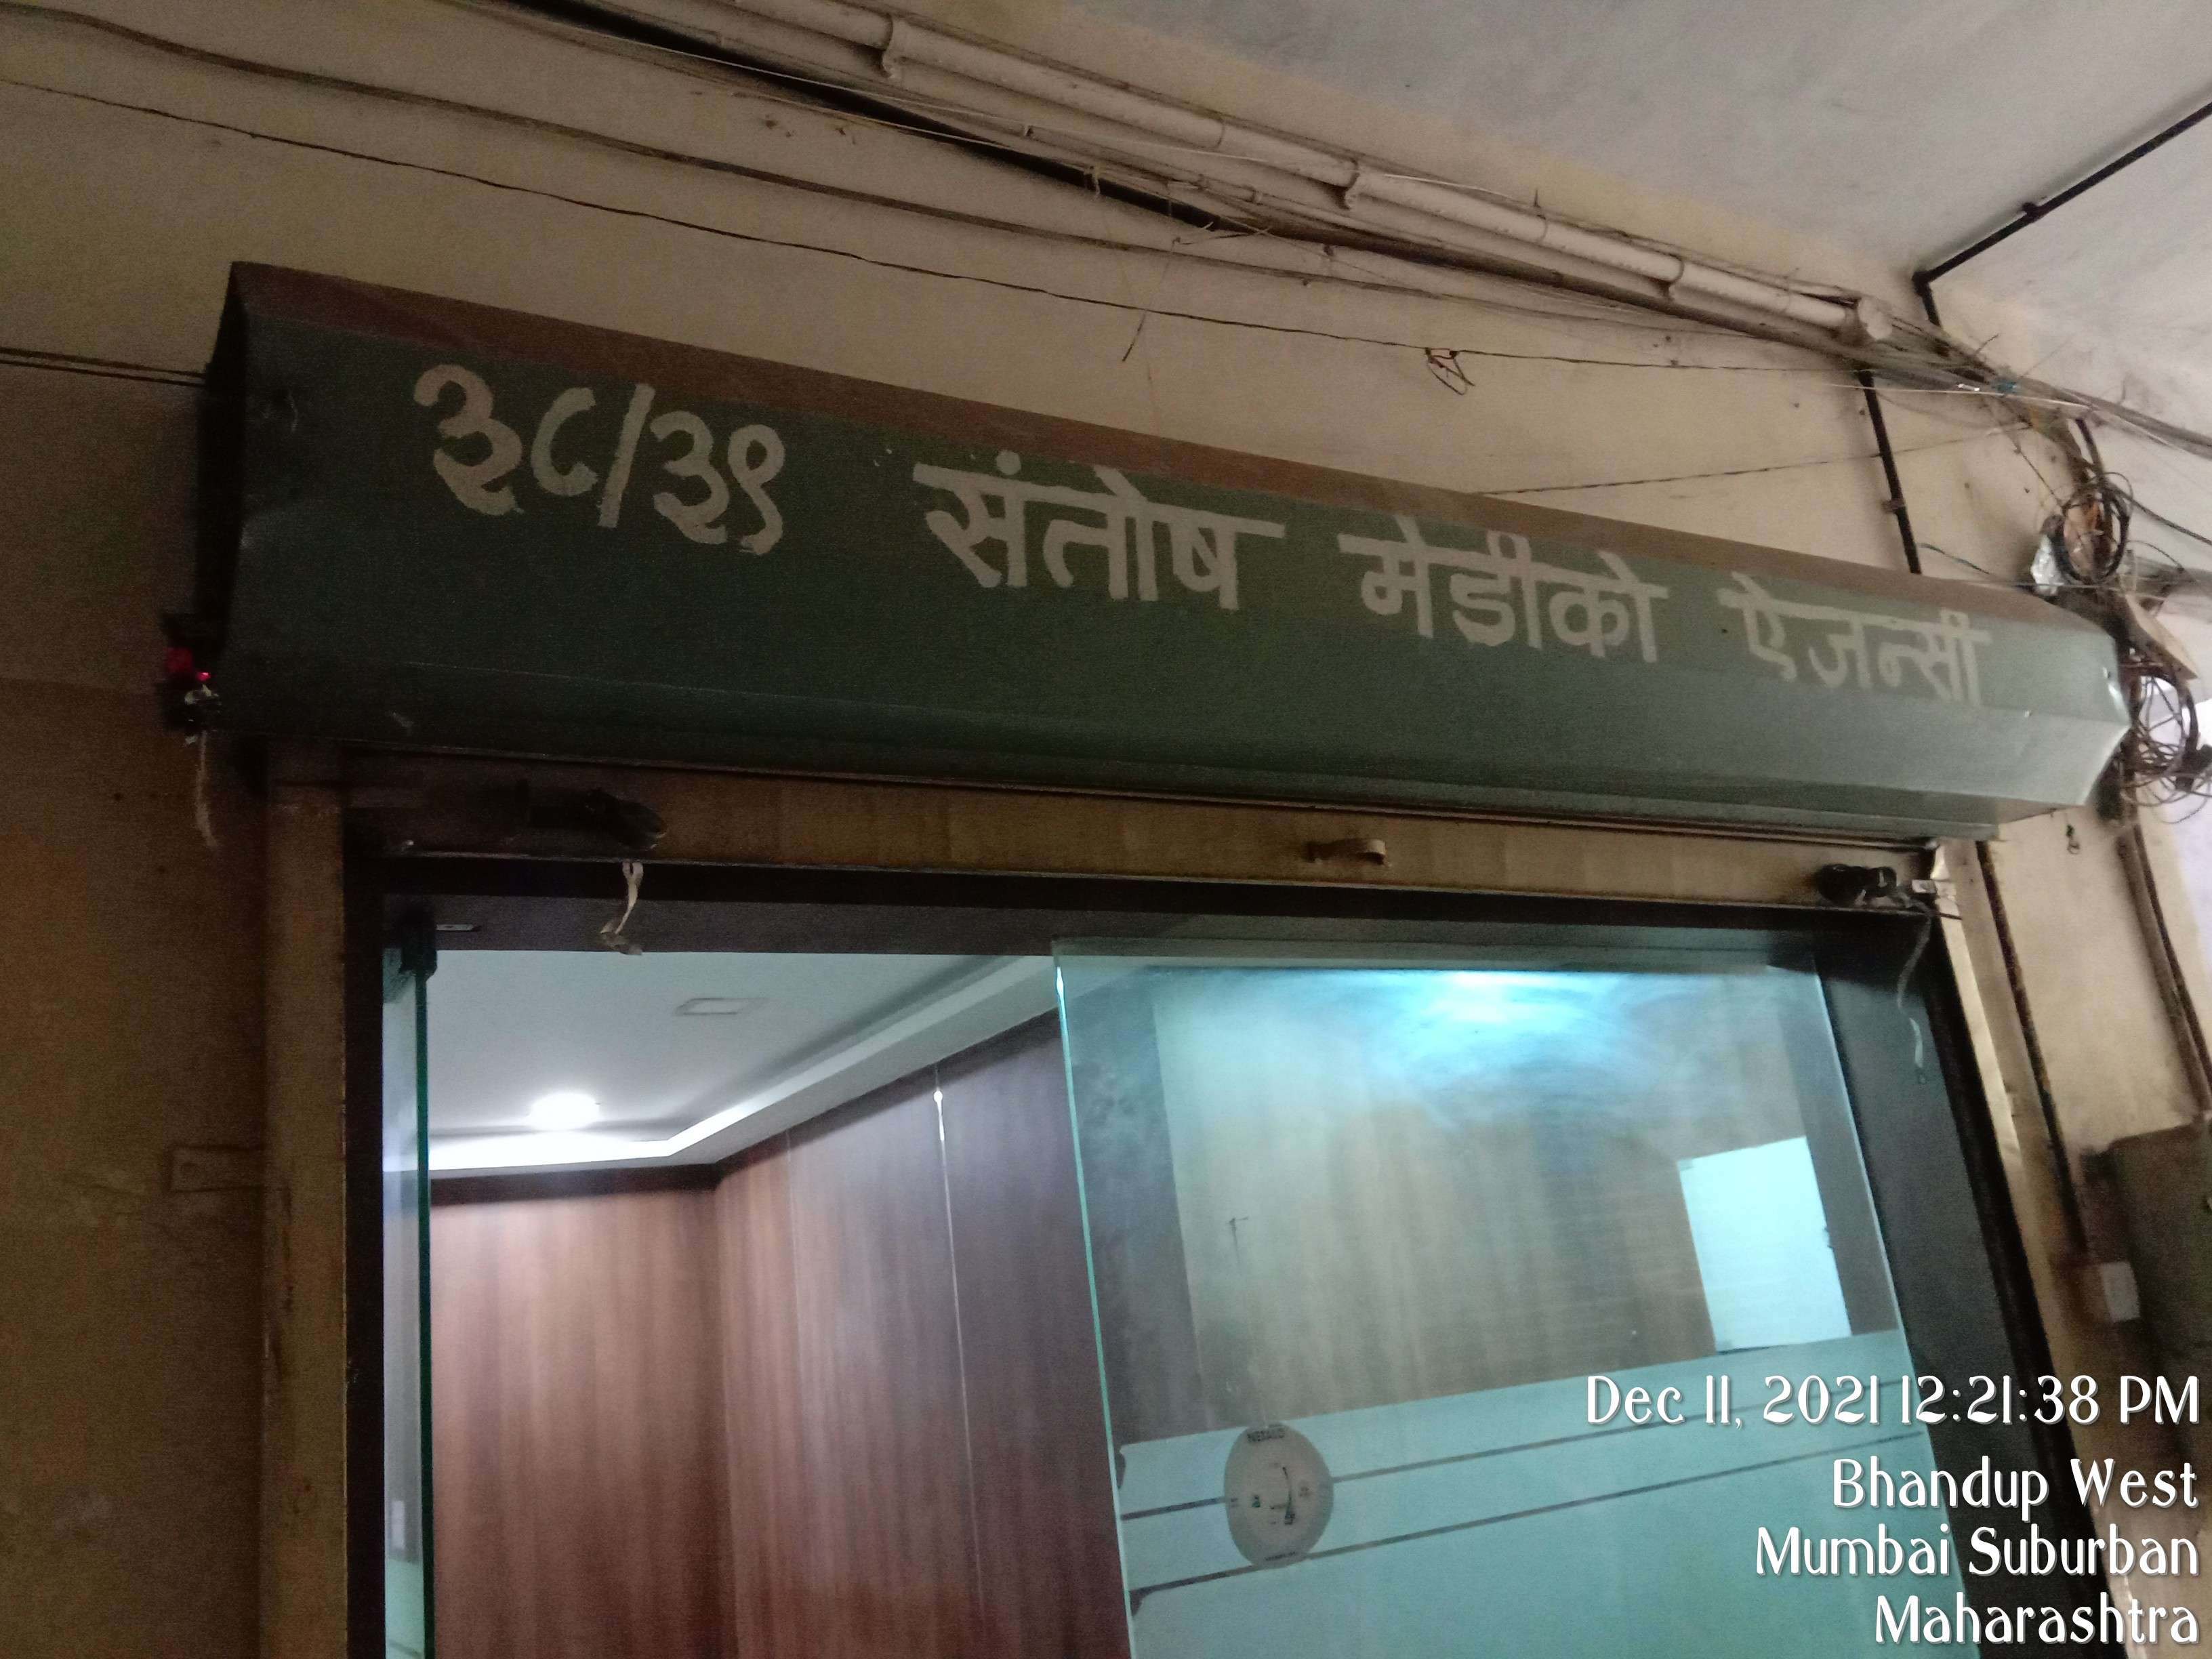 ३८/३९ संतोष मेडीको ऐजन्सी
Dec 11, 2021 12:21:38 PM
Bhandup West
Mumbai Suburban
Maharashtra